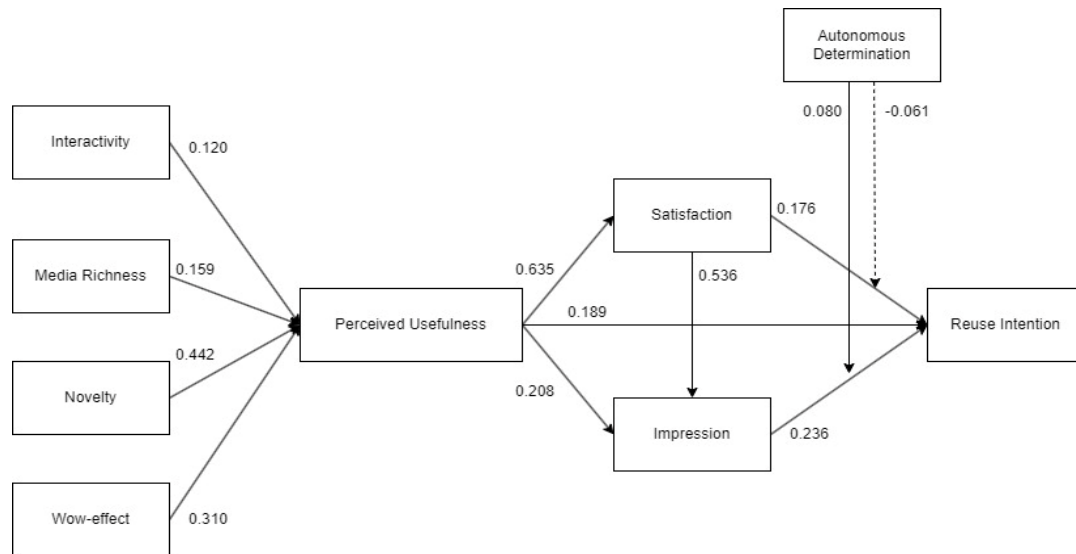 Autonomous
Determination
0.080
-0.061
Interactivity
0.120
Satisfaction
0.176
Media Richness
0.159
0.635
0.536
Perceived Usefulness
0.189
Reuse Intention
0.442
Novelty
0.208
Impression
0.236
Wow-effect
0.310